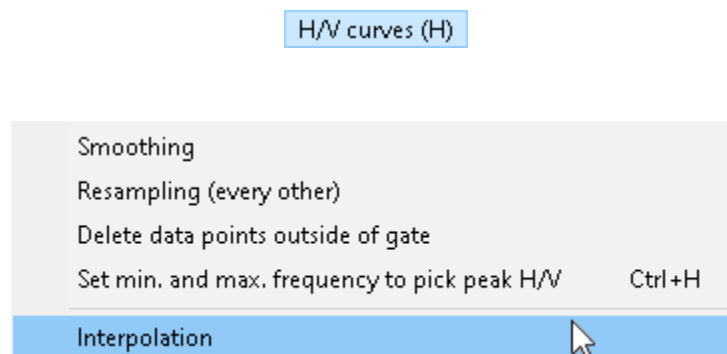 H/V curves (H)
Smoothing
Resampling (every other)
Delete data points outside of gate
Set min. and max. frequency to pick peak H/V Ctrl+H
Interpolation